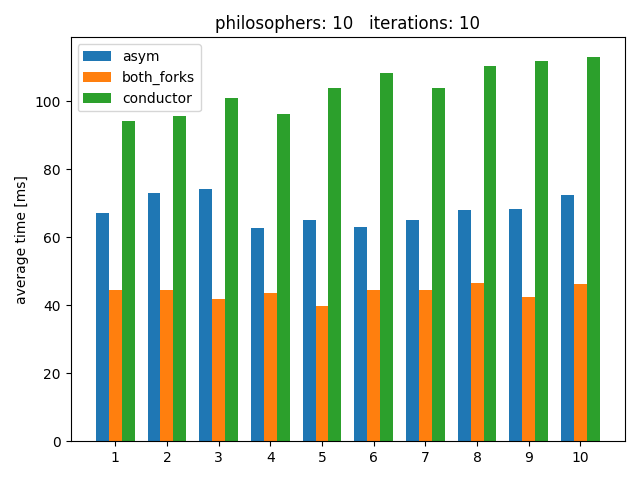 philosophers: 10   iterations: 10
asym
both_forks
conductor
average time [ms]
100
80
60
40
20
0
1 2 3 4 5 6 7 8 9 10